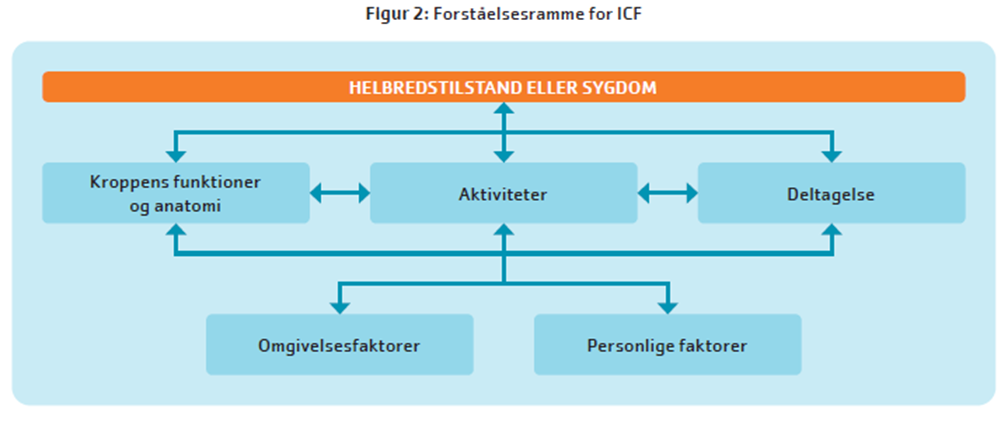 Figur 2: Forståelsesramme for ICF
HELBREDSTILSTAND ELLER SYGDOM
Kroppens funktioner
og anatomi
Aktiviteter
Deltagelse
Omgivelsesfaktorer
Personlige faktorer